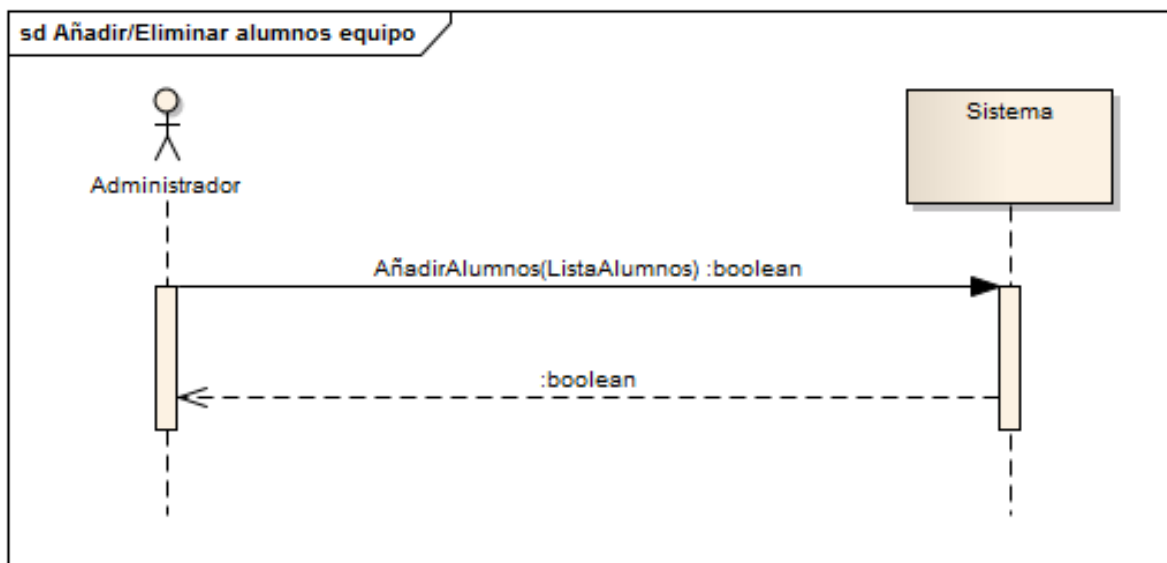 sd Añadir/Eliminar alumnos equipo
Administrador
Sistema
AñadirAlumnos(ListaAlumnos) :boolean
:boolean